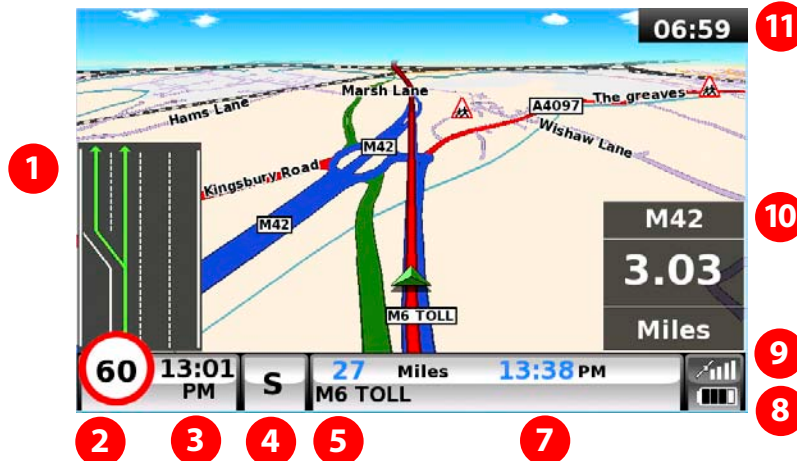 06:59
11
Marsh Lane
Hams Lane
A4097
The greaves
Wishaw Lane
M42
1
Kingsbury Road
M42
M42
10
3.03
Miles
M6 TOLL
60
13:01
PM
S
27 Miles 13:38 PM
M6 TOLL
9
8
2
3
4
5
7